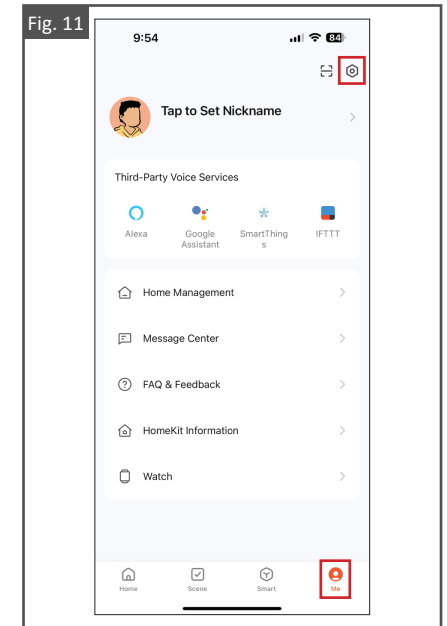 Fig. 11
9:54
84
Tap to Set Nickname
Third-Party Voice Services
Alexa
Google
Assistant
SmartThing
s
IFTTT
Home Management
Message Center
FAQ & Feedback
HomeKit Information
Watch
Home
Scene
Smart
Me